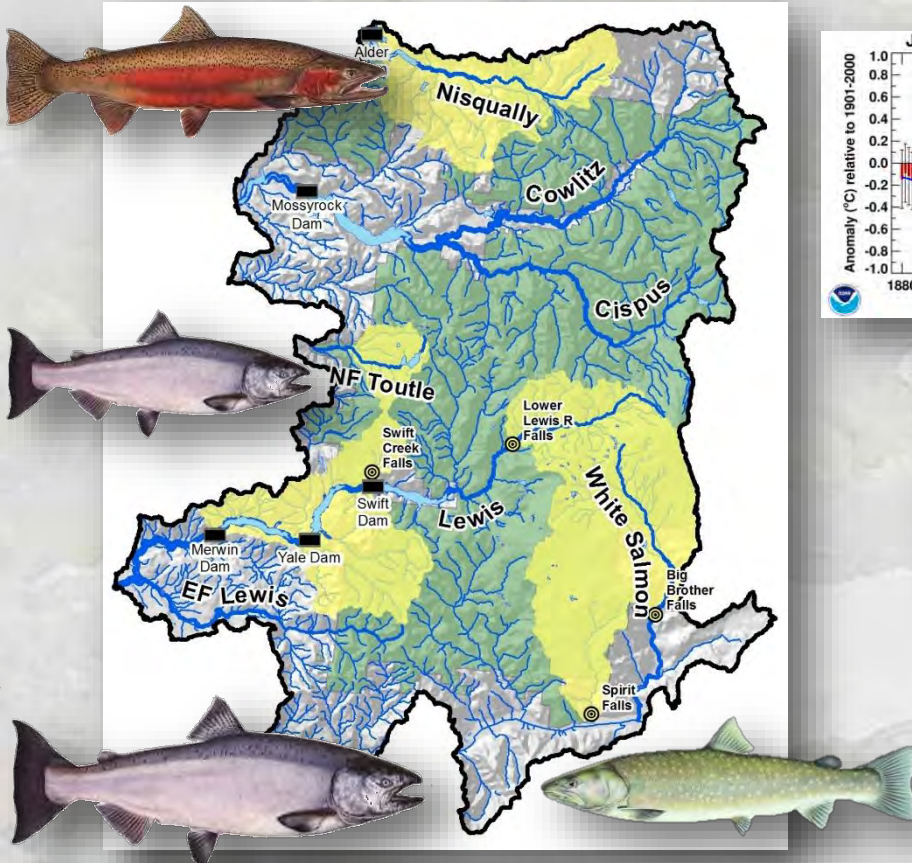 Alder
Nisqually
Cowlitz
Mossyrock
Dam
Cispus
NF Toutle
Lower
Lewis R
Falls
Swift
Creek
Falls
White Salmon
Swift
Dam
Lewis
Merwin
Dam
Yale Dam
EF Lewis
Big
Brother
Falls
Spirit
Falls
J
Anomaly (°C) relative to 1901-2000
1.0
0.8
0.6
0.4
0.2
0.0
-0.2
-0.4
-0.6
-0.8
-1.0
1880